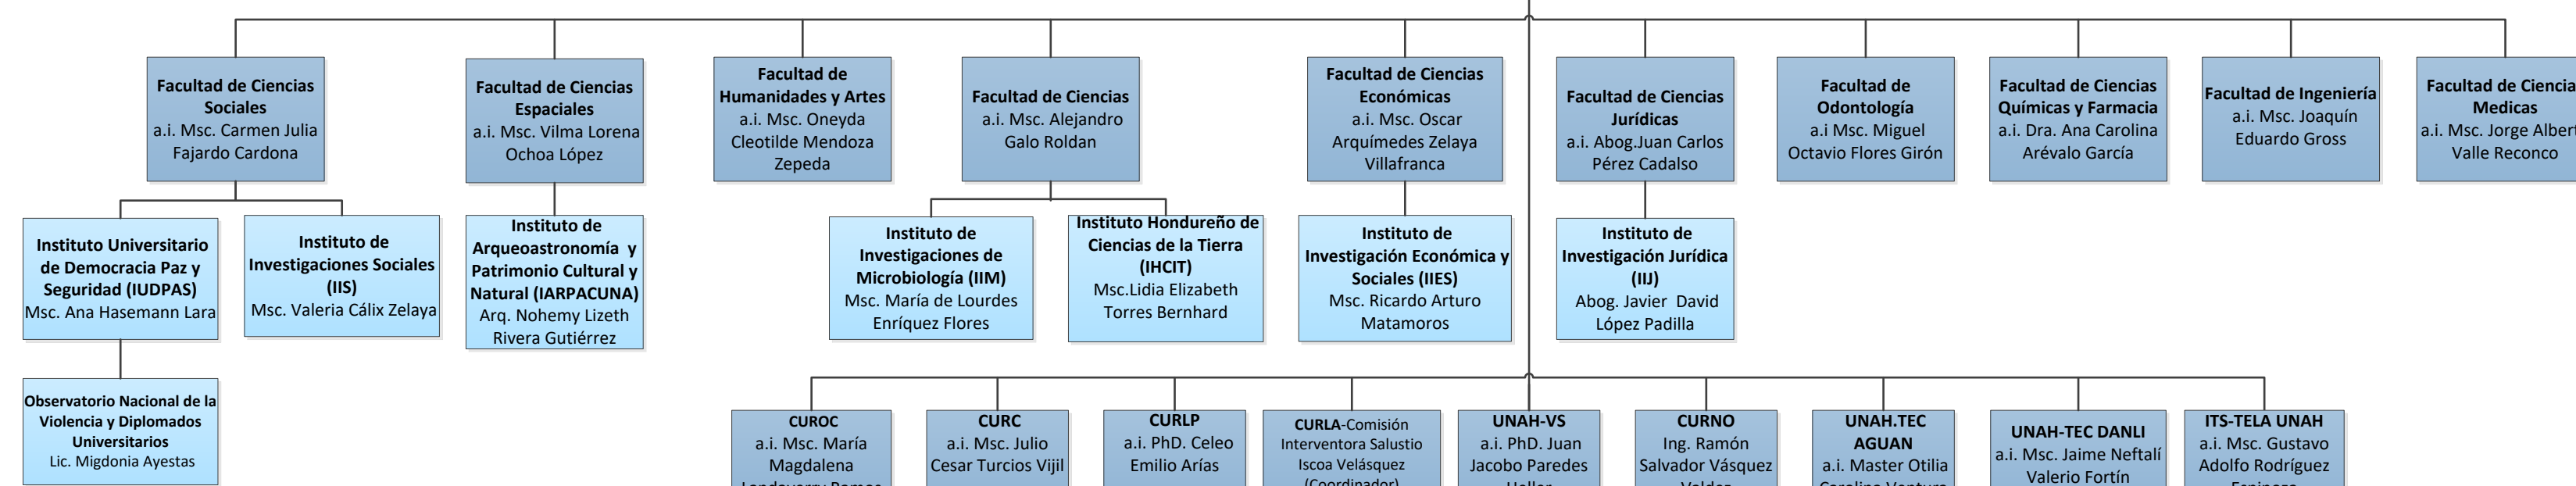 Facultad de Ciencias
Sociales
a.i. Msc. Carmen Julia
Fajardo Cardona
Facultad de Ciencias
Espaciales
a.i. Msc. Vilma Lorena
Ochoa López
Facultad de
Humanidades y Artes
a.i. Msc. Oneyda
Cleotilde Mendoza
Zepeda
Facultad de Ciencias
a.i. Msc. Alejandro
Galo Roldan
Facultad de Ciencias
Económicas
a.i. Msc. Oscar
Arquímedes Zelaya
Villafranca
Facultad de Ciencias
Jurídicas
a.i. Abog.Juan Carlos
Pérez Cadalso
Facultad de
Odontología
a.i Msc. Miguel
Octavio Flores Girón
Facultad de Ciencias
Químicas y Farmacia
a.i. Dra. Ana Carolina
Arévalo García
Facultad de Ingeniería
a.i. Msc. Joaquín
Eduardo Gross
Facultad de Ciencia
Medicas
a.i. Msc. Jorge Albert
Valle Reconco
Instituto Universitario
de Democracia Paz y
Seguridad (IUDPAS)
Msc. Ana Hasemann Lara
Instituto de
Investigaciones Sociales
(IIS)
Msc. Valeria Cálix Zelaya
Instituto de
Arqueoastronomía y
Patrimonio Cultural y
Natural (IARPACUNA)
Arq. Nohemy Lizeth
Rivera Gutiérrez
Instituto de
Investigaciones de
Microbiología (IIM)
Msc. María de Lourdes
Enríquez Flores
Instituto Hondureño de
Ciencias de la Tierra
(IHCIT)
Msc.Lidia Elizabeth
Torres Bernhard
Instituto de
Investigación Económica y
Sociales (IIES)
Msc. Ricardo Arturo
Matamoros
Instituto de
Investigación Jurídica
(IIJ)
Abog. Javier David
López Padilla
Observatorio Nacional de la
Violencia y Diplomados
Universitarios
Lic. Migdonia Ayestas
CUROC
a.i. Msc. María
Magdalena
CURC
a.i. Msc. Julio
Cesar Turcios Vijil
CURLP
a.i. PhD. Celeo
Emilio Arías
CURLA-Comisión
Interventora Salustio
Iscoa Velásquez
(Coordinador)
UNAH-VS
a.i. PhD. Juan
Jacobo Paredes
CURNO
Ing. Ramón
Salvador Vásquez
UNAH.TEC
AGUAN
a.i. Master Otilia
UNAH-TEC DANLI
a.i. Msc. Jaime Neftalí
Valerio Fortín
ITS-TELA UNAH
a.i. Msc. Gustavo
Adolfo Rodríguez